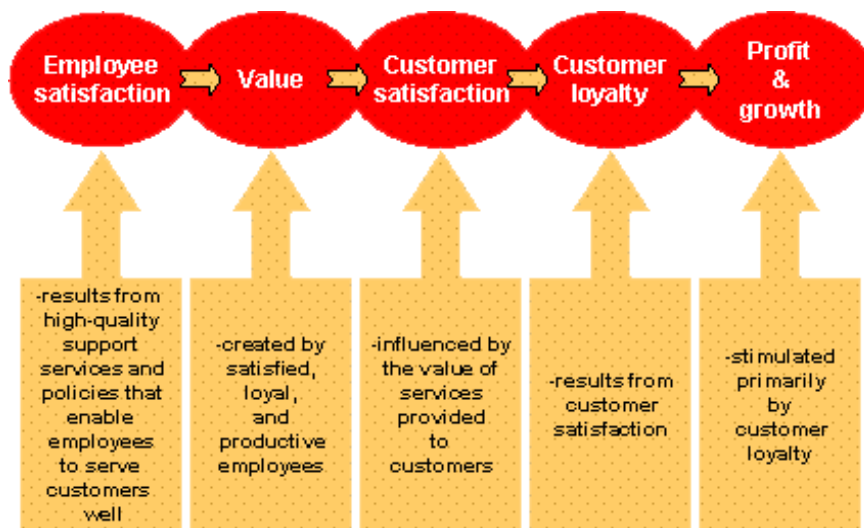 Employee
satisfaction
Value
Customer
satisfaction
Customer
loyalty
Profit
&
growth
-results from
high-quality
support
services and
policies that
enable
employees
to serve
customers
well
-created by
satisfied,
loyal,
and
productive
employees
-influenced by
the value of
services
provided
to
customers
-results from
customer
satisfaction
-stimulated
primarily
by
customer
loyalty